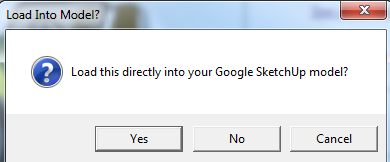 Load Into Model?
Load this directly into your Google SketchUp model?
Yes
No
Cancel